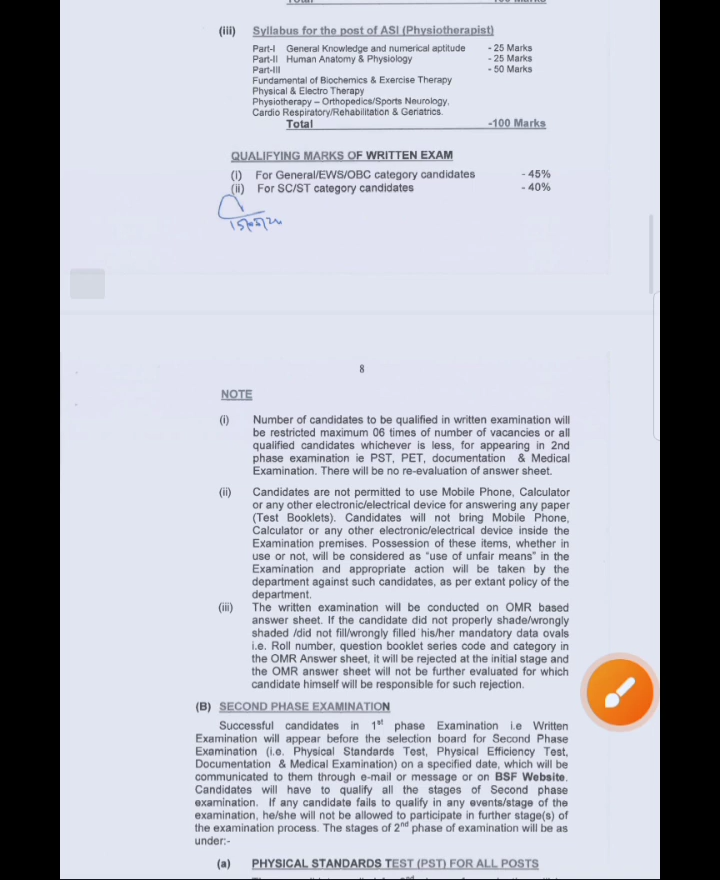 Total -100 Marks
(iii) Syllabus for the post of ASI (Physiotherapist)
Part-I General Knowledge and numerical aptitude - 25 Marks
Part-II Human Anatomy & Physiology - 25 Marks
Part-III - 50 Marks
Fundamental of Biochemics & Exercise Therapy
Physical & Electro Therapy
Physiotherapy – Orthopedics/Sports Neurology,
Cardio Respiratory/Rehabilitation & Geriatrics.
Total -100 Marks
QUALIFYING MARKS OF WRITTEN EXAM
(i) For General/EWS/OBC category candidates - 45%
(ii) For SC/ST category candidates - 40%
8
NOTE
(i) Number of candidates to be qualified in written examination will
be restricted maximum 06 times of number of vacancies or all
qualified candidates whichever is less, for appearing in 2nd
phase examination ie PST, PET, documentation & Medical
Examination. There will be no re-evaluation of answer sheet.
(ii) Candidates are not permitted to use Mobile Phone, Calculator
or any other electronic/electrical device for answering any paper
(Test Booklets). Candidates will not bring Mobile Phone,
Calculator or any other electronic/electrical device inside the
Examination premises. Possession of these items, whether in
use or not, will be considered as "use of unfair means" in the
Examination and appropriate action will be taken by the
department against such candidates, as per extant policy of the
department.
(iii) The written examination will be conducted on OMR based
answer sheet. If the candidate did not properly shade/wrongly
shaded /did not fill/wrongly filled his/her mandatory data ovals
i.e. Roll number, question booklet series code and category in
the OMR Answer sheet, it will be rejected at the initial stage and
the OMR answer sheet will not be further evaluated for which
candidate himself will be responsible for such rejection.
(B) SECOND PHASE EXAMINATION
Successful candidates in 1st phase Examination i.e Written
Examination will appear before the selection board for Second Phase
Examination (i.e. Physical Standards Test, Physical Efficiency Test,
Documentation & Medical Examination) on a specified date, which will be
communicated to them through e-mail or message or on BSF Website.
Candidates will have to qualify all the stages of Second phase
examination. If any candidate fails to qualify in any events/stage of the
examination, he/she will not be allowed to participate in further stage(s) of
the examination process. The stages of 2nd phase of examination will be as
under:-
(a) PHYSICAL STANDARDS TEST (PST) FOR ALL POSTS